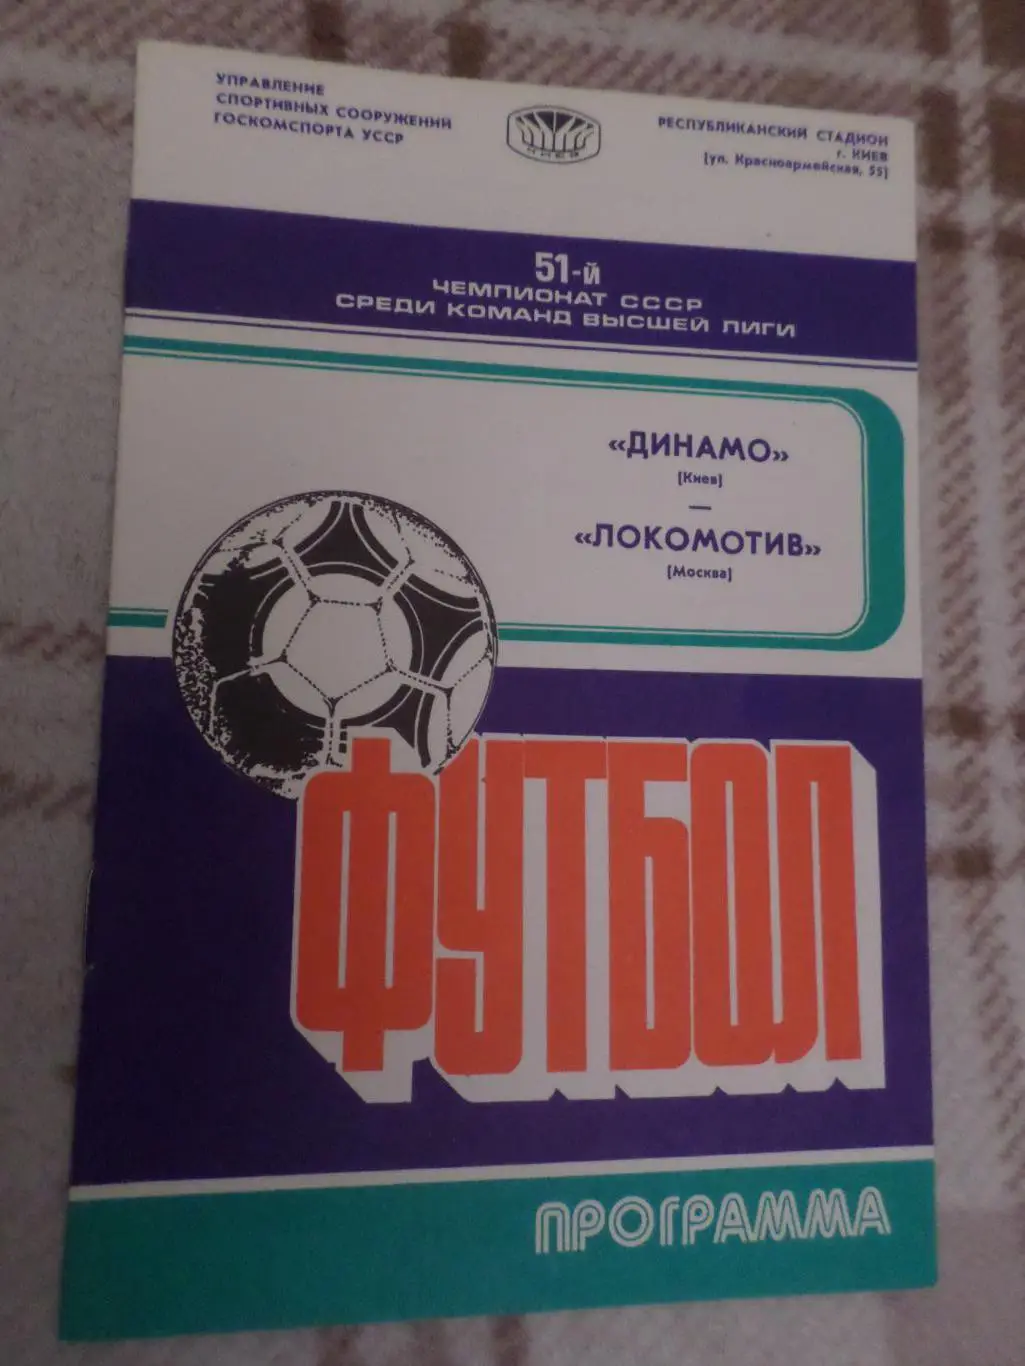 УПРАВЛЕНИЕ
СПОРТИВНЫХ СООРУЖЕНИЙ
ГОСКОМСПОРТА УССР
КИЕВ
РЕСПУБЛИКАНСКИЙ СТАДИОН
г. КИЕВ
[ул. Красноармейская, 55]
51-й
ЧЕМПИОНАТ СССР
СРЕДИ КОМАНД ВЫСШЕЙ ЛИГИ
«ДИНАМО»
[Киев]
—
«ЛОКОМОТИВ»
[Москва]
ФУТБОЛ
ПРОГРАММА